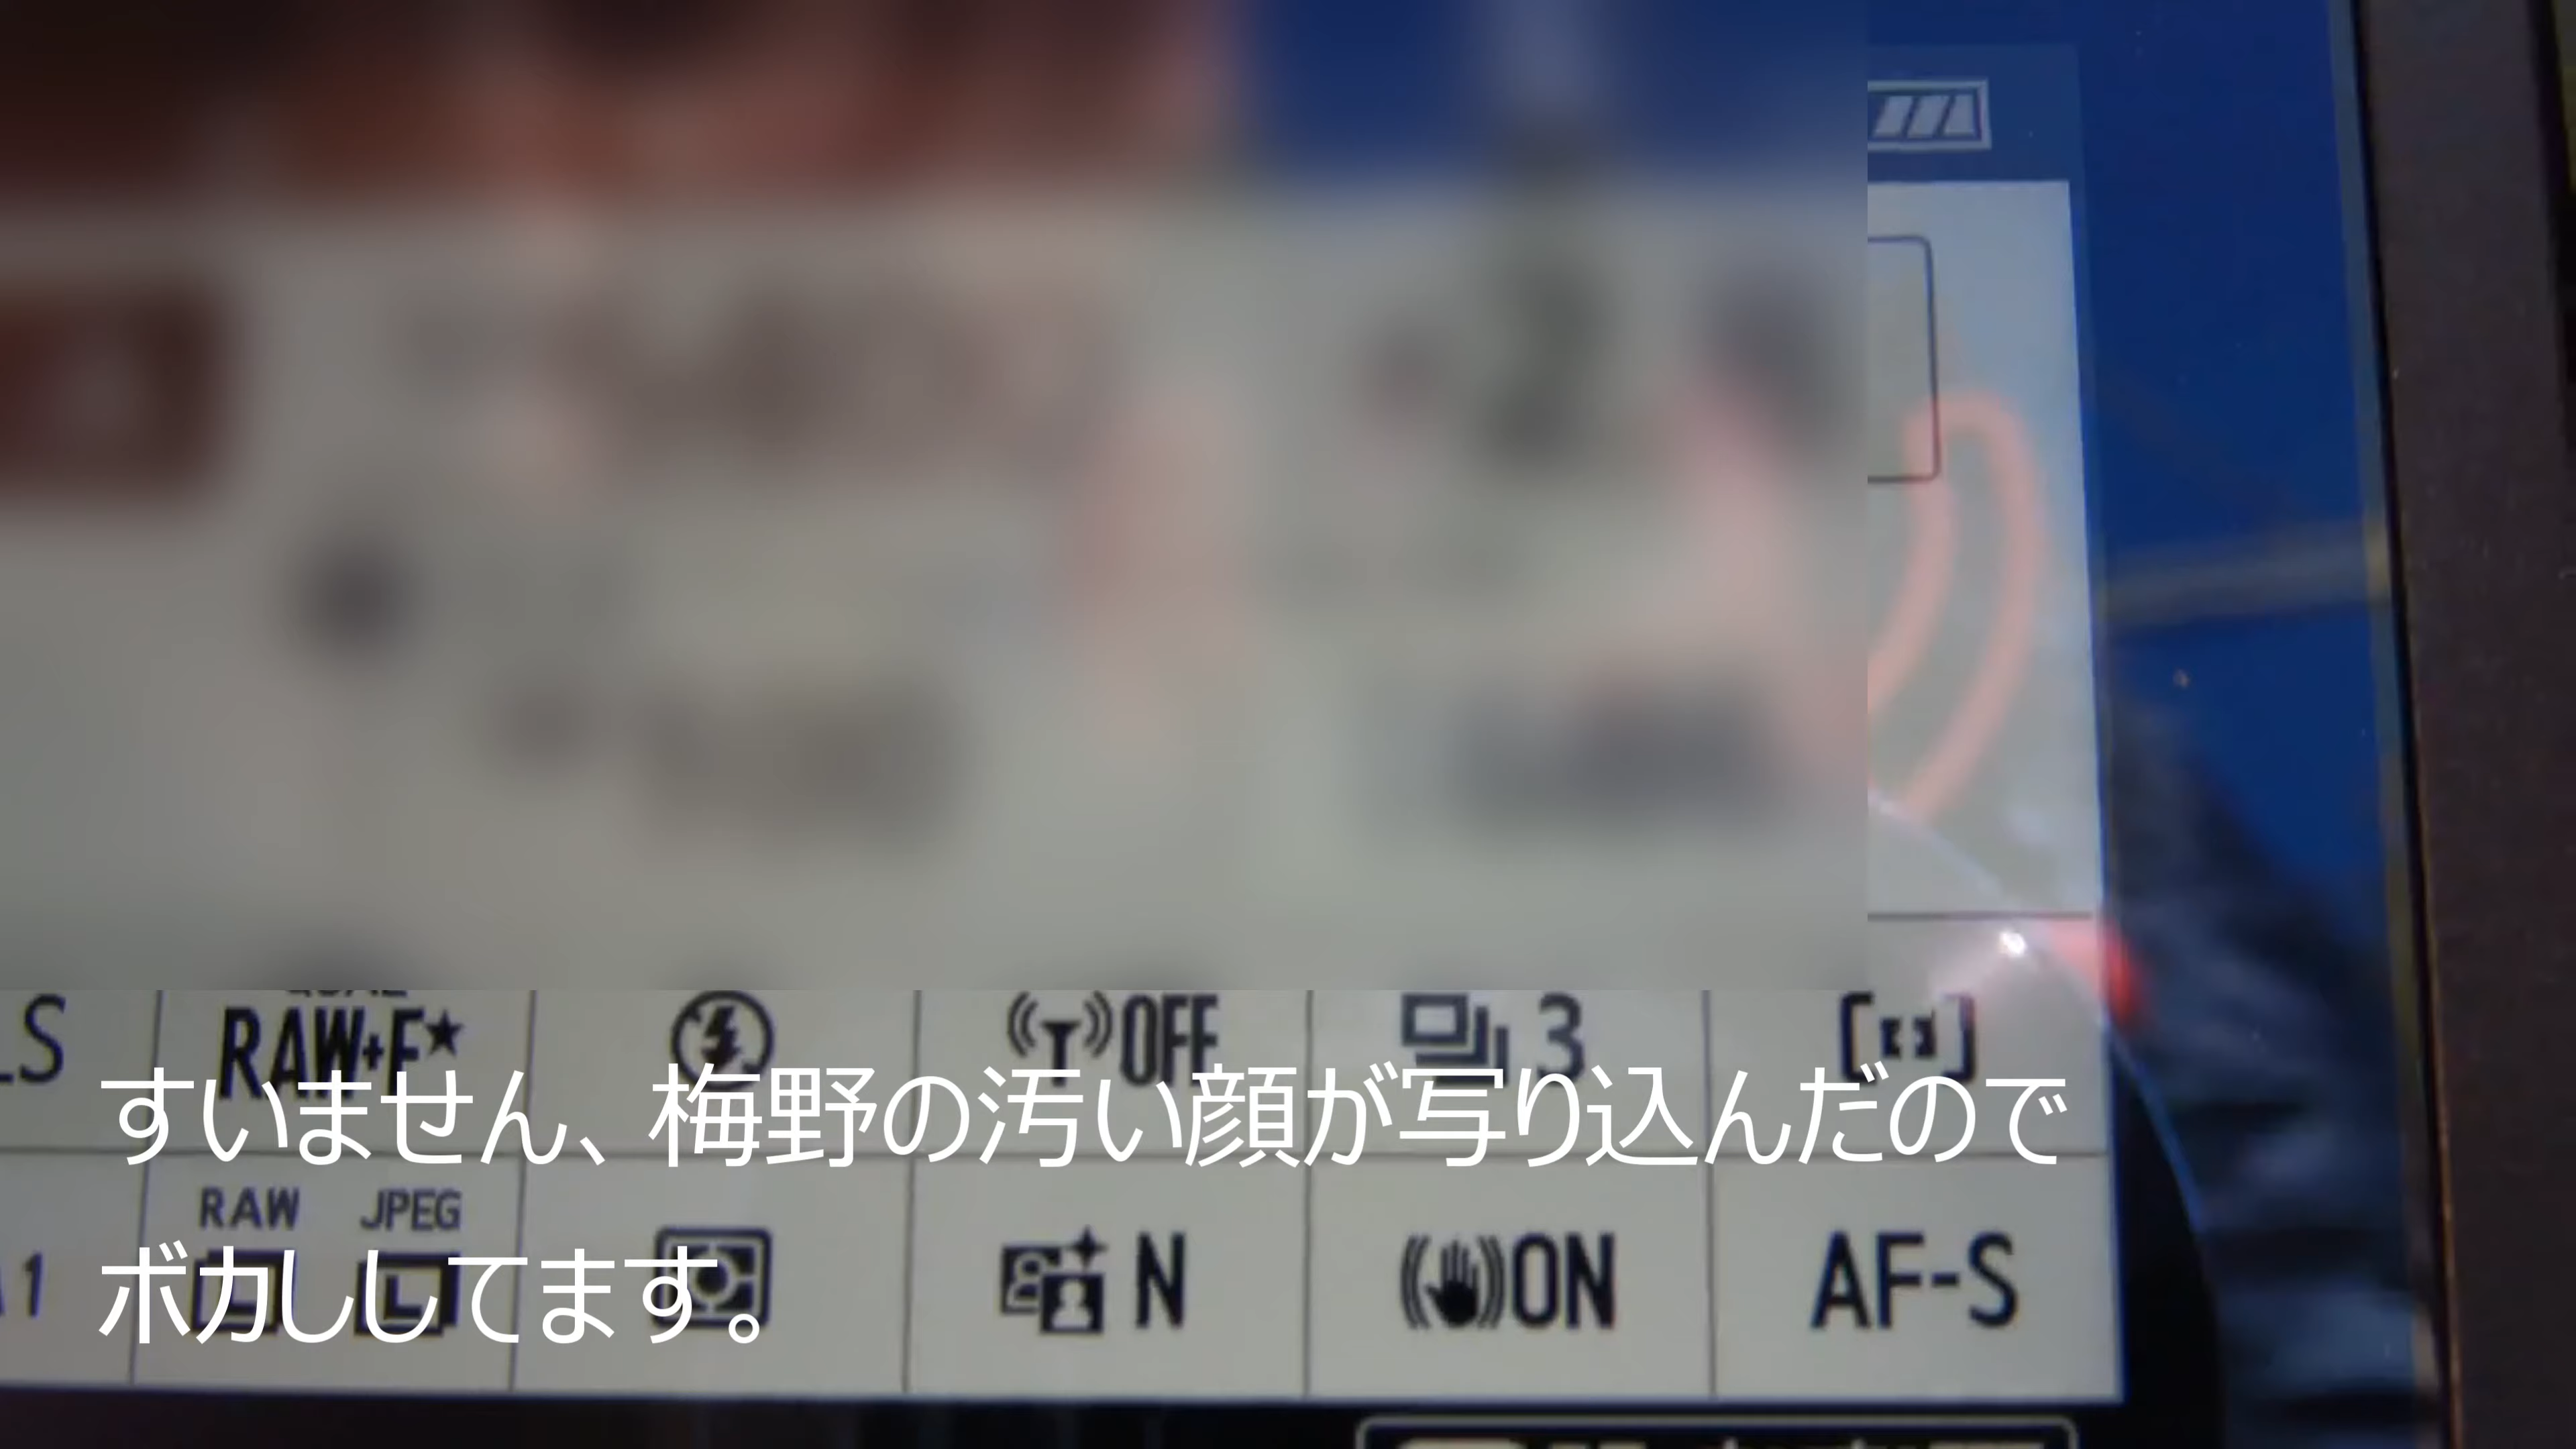 RAW+F★
OFF
3
すいません、梅野の汚い顔が写り込んだので
RAW JPEG
L L
N
ON
AF-S
ボカししてます。